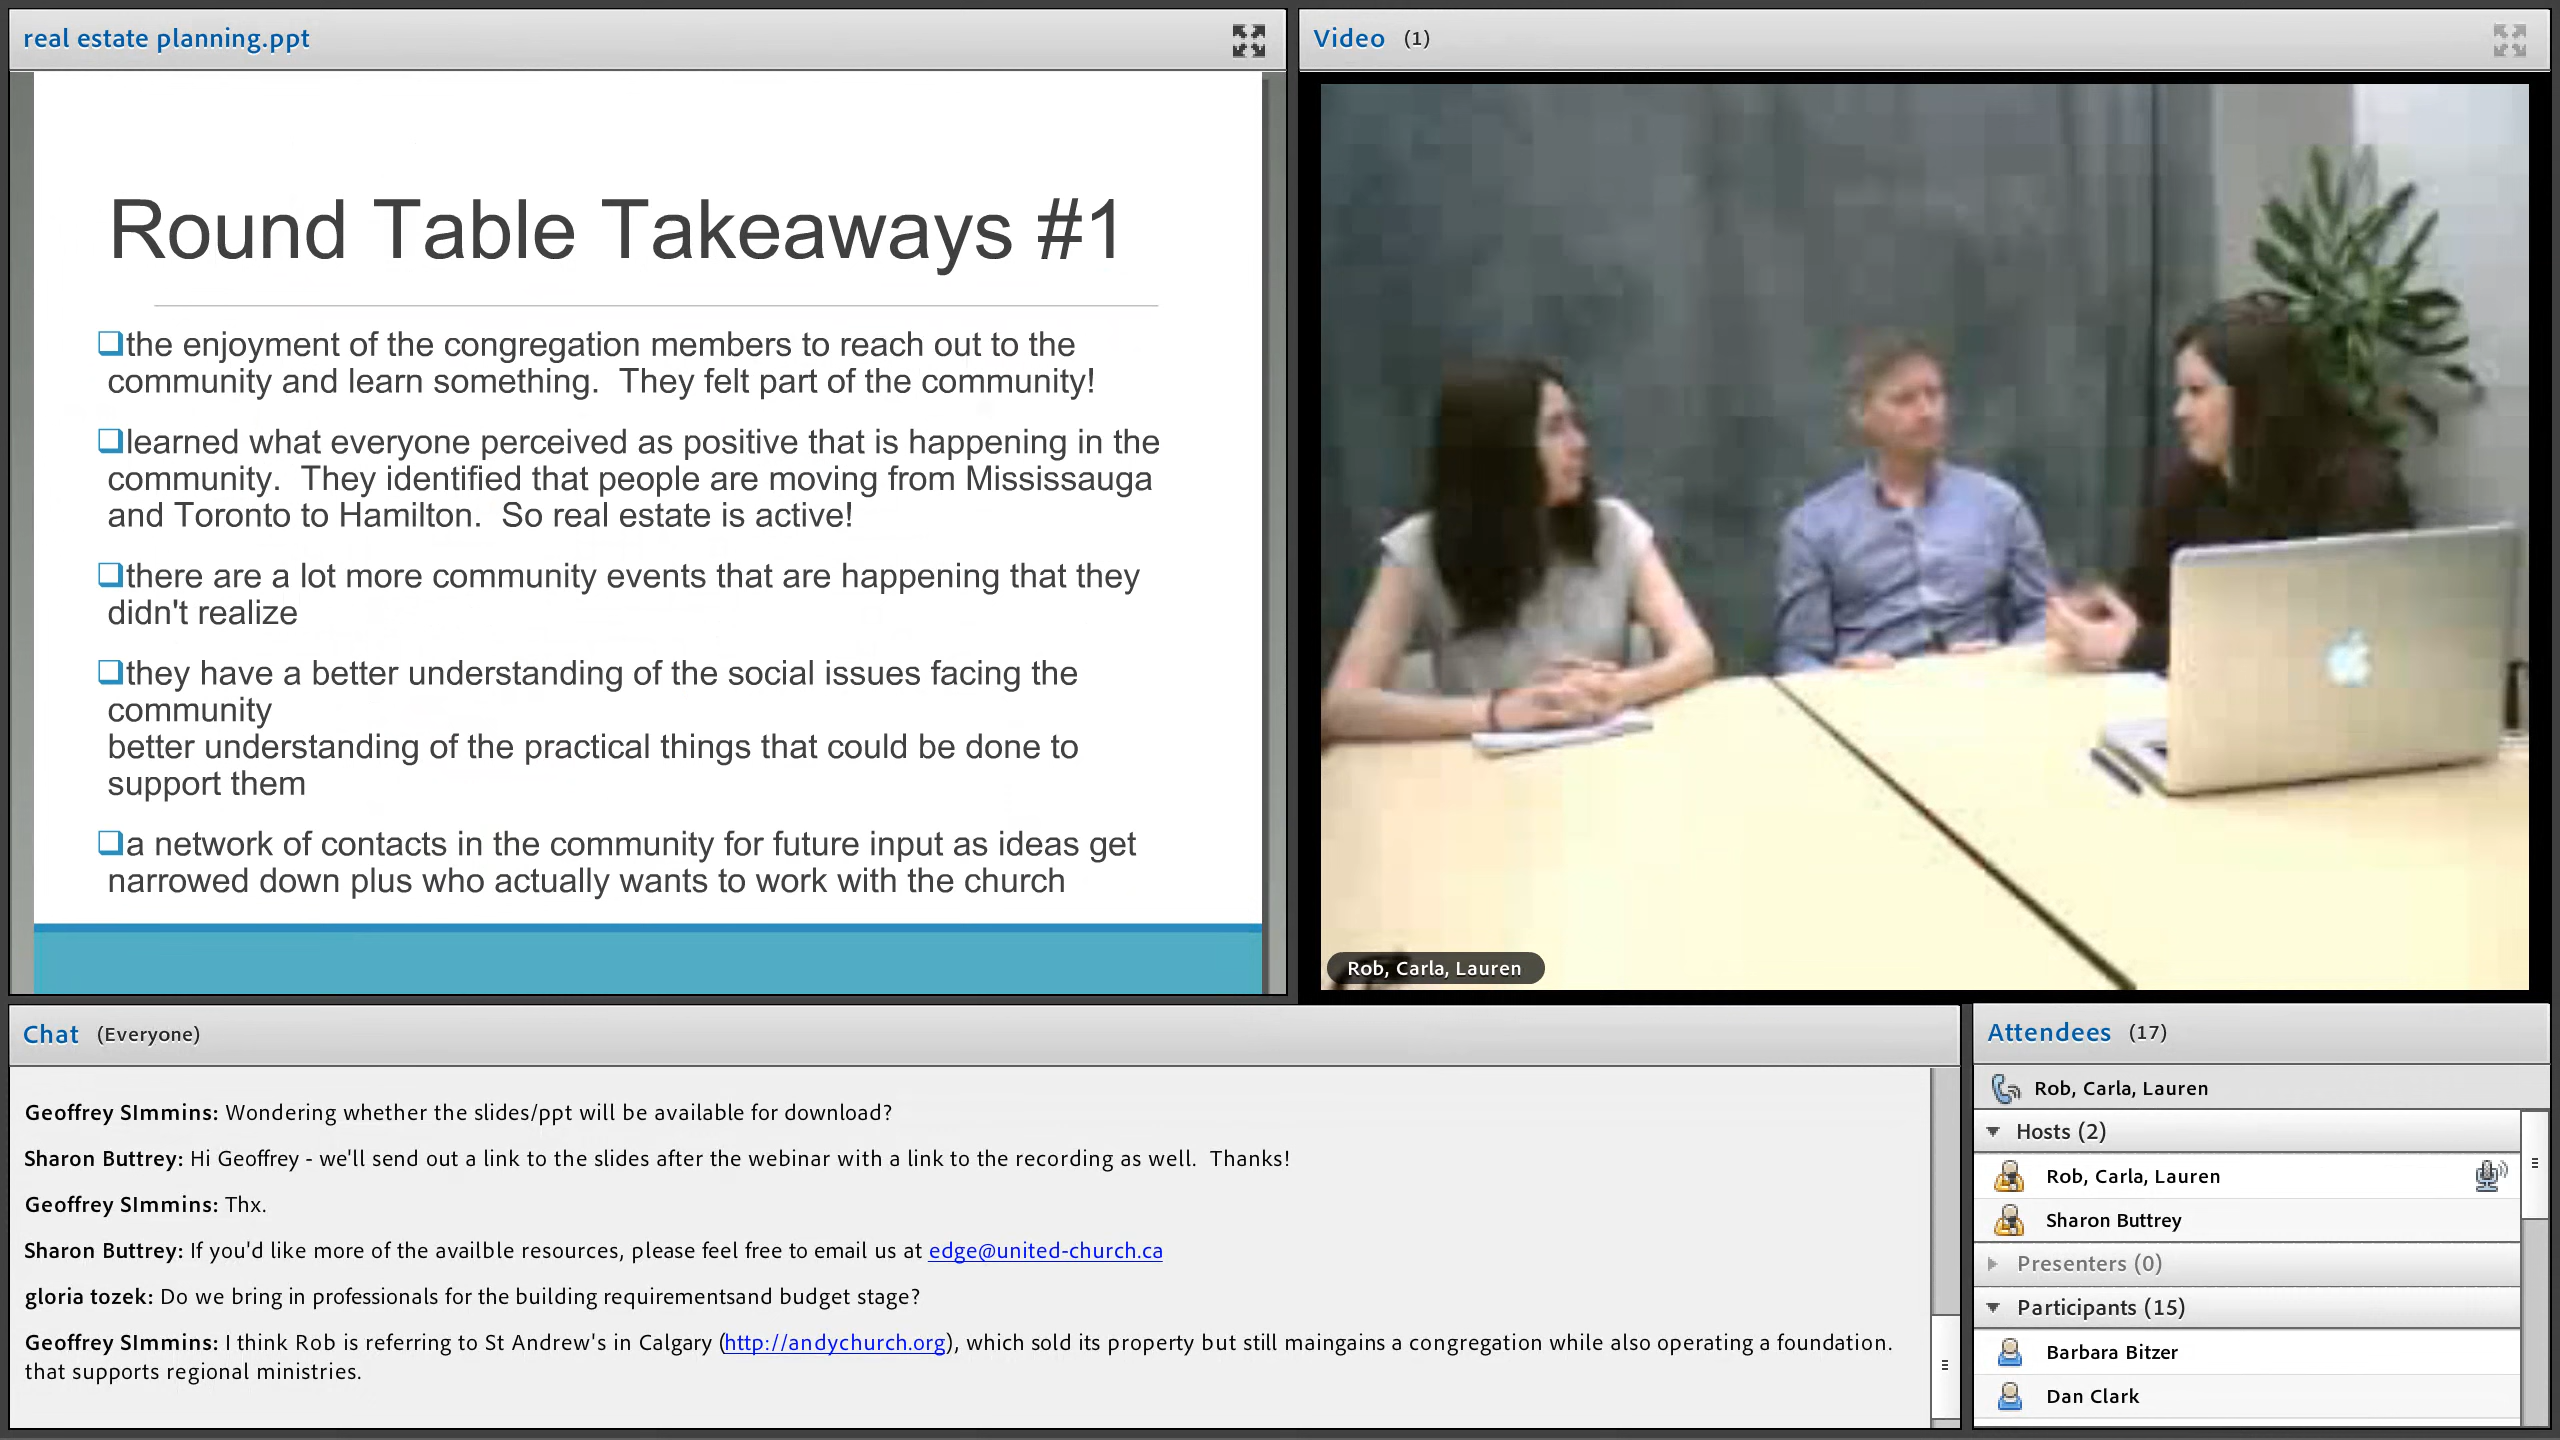 real estate planning.ppt
Round Table Takeaways #1
the enjoyment of the congregation members to reach out to the
community and learn something.  They felt part of the community!
learned what everyone perceived as positive that is happening in the
community.  They identified that people are moving from Mississauga
and Toronto to Hamilton.  So real estate is active!
there are a lot more community events that are happening that they
didn't realize
they have a better understanding of the social issues facing the
community
better understanding of the practical things that could be done to
support them
a network of contacts in the community for future input as ideas get
narrowed down plus who actually wants to work with the church
Video (1)
Rob, Carla, Lauren
Chat (Everyone)
Geoffrey SImmins: Wondering whether the slides/ppt will be available for download?
Sharon Buttrey: Hi Geoffrey - we'll send out a link to the slides after the webinar with a link to the recording as well.  Thanks!
Geoffrey SImmins: Thx.
Sharon Buttrey: If you'd like more of the availble resources, please feel free to email us at edge@united-church.ca
gloria tozek: Do we bring in professionals for the building requirementsand budget stage?
Geoffrey SImmins: I think Rob is referring to St Andrew's in Calgary (http://andychurch.org), which sold its property but still maingains a congregation while also operating a foundation.
that supports regional ministries.
Attendees (17)
Rob, Carla, Lauren
Hosts (2)
Rob, Carla, Lauren
Sharon Buttrey
Presenters (0)
Participants (15)
Barbara Bitzer
Dan Clark